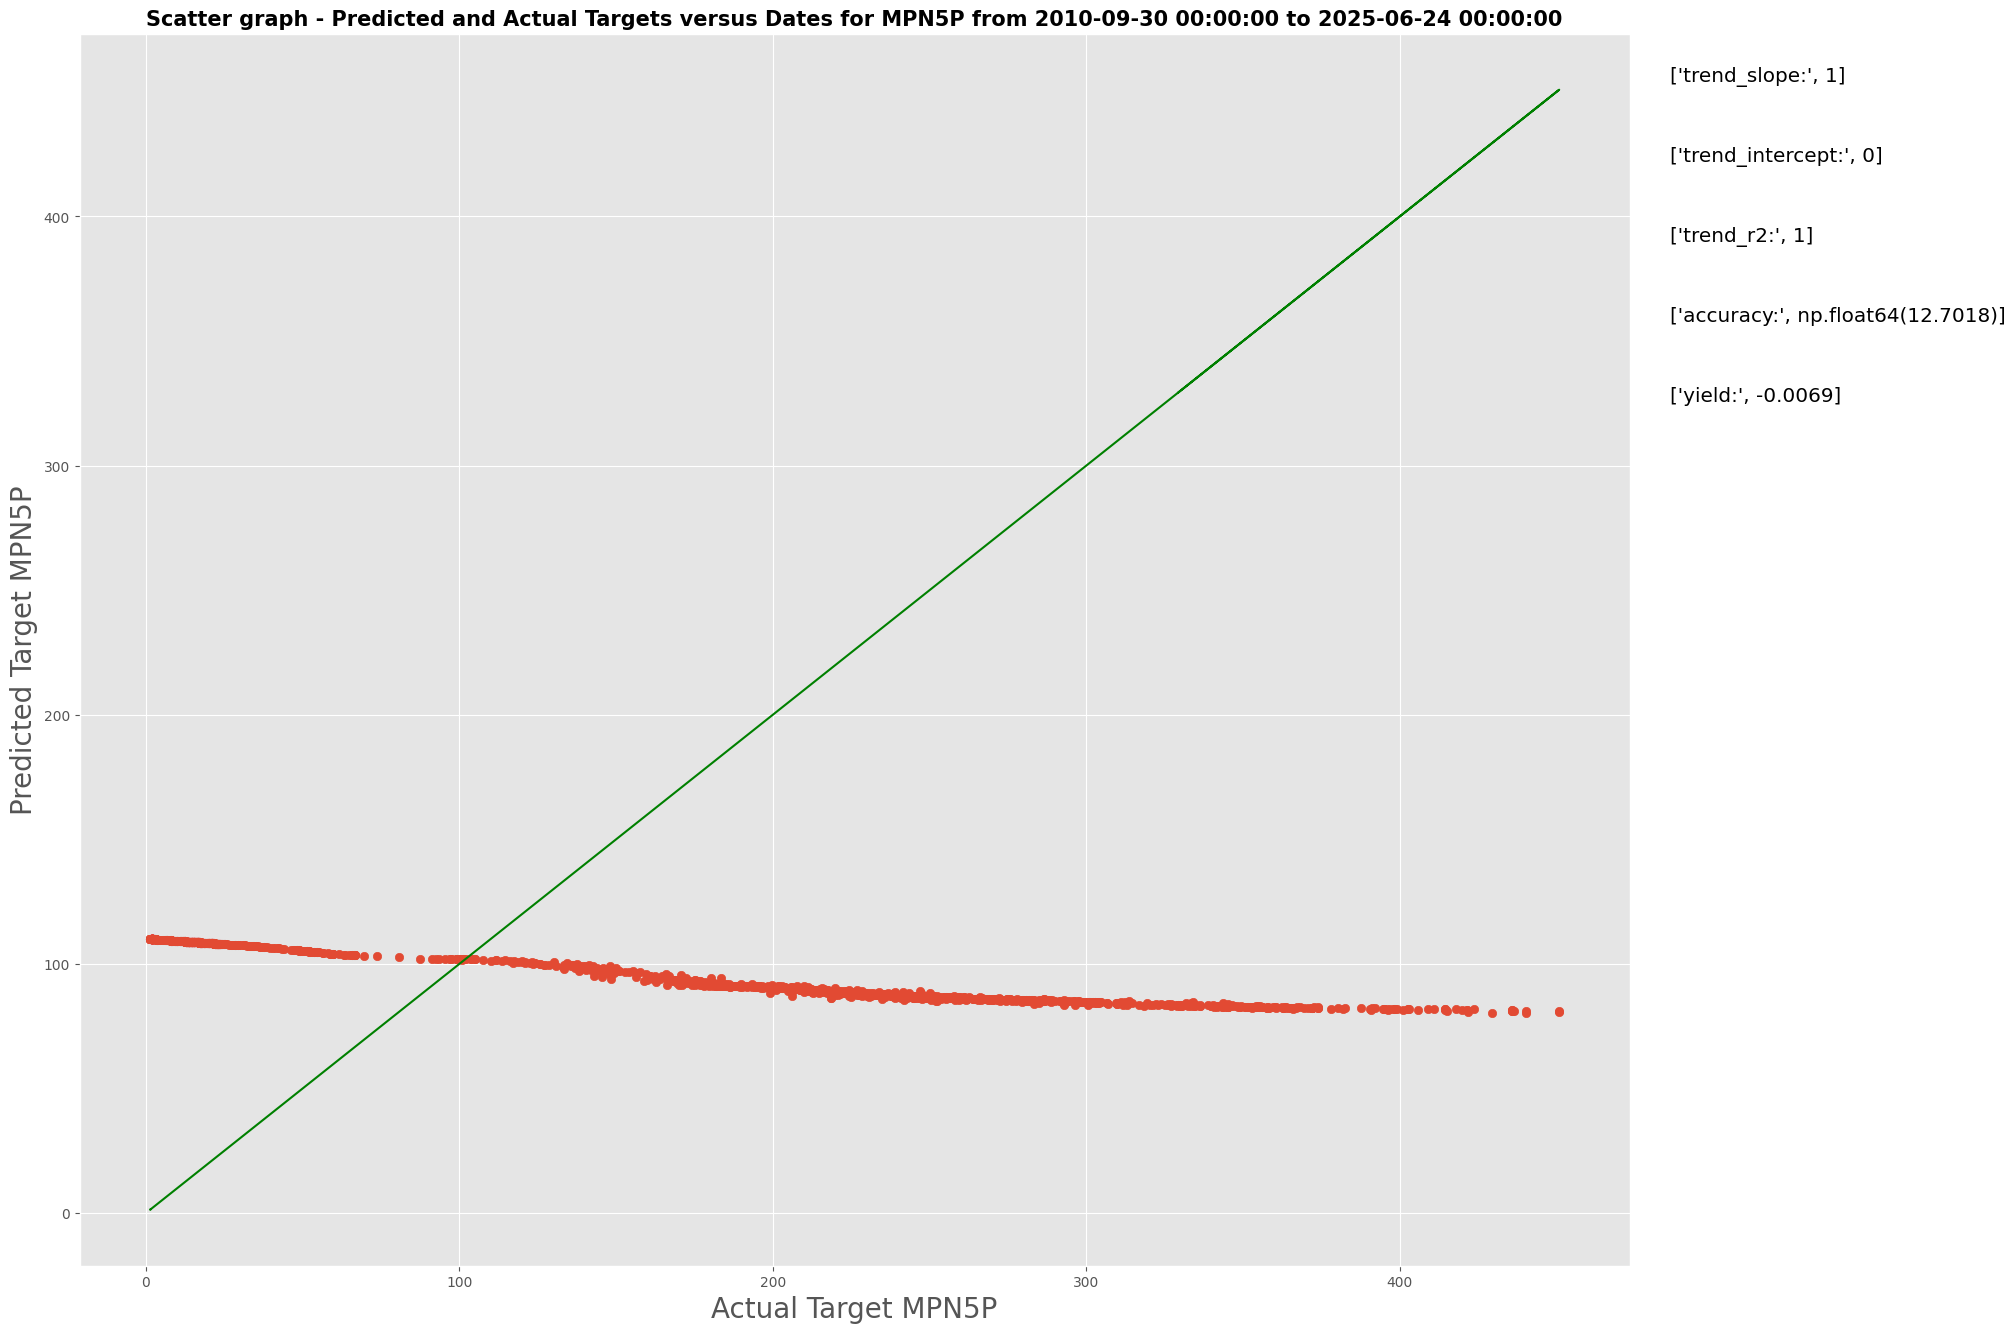 Scatter graph - Predicted and Actual Targets versus Dates for MPN5P from 2010-09-30 00:00:00 to 2025-06-24 00:00:00
['trend_slope:', 1]
['trend_intercept:', 0]
['trend_r2:', 1]
['accuracy:', np.float64(12.7018)]
['yield:', -0.0069]
Predicted Target MPN5P
400
300
200
100
0
0
100
200
300
400
Actual Target MPN5P